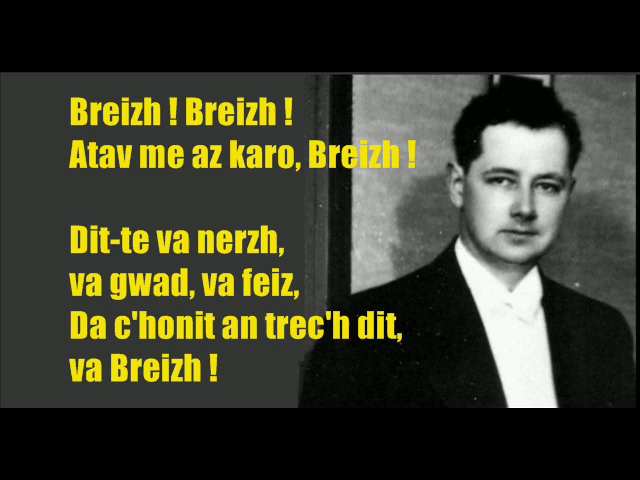 Breizh ! Breizh !
Atav me az karo, Breizh !
Dit-te va nerzh,
va gwad, va feiz,
Da c'honit an trec'h dit,
va Breizh !